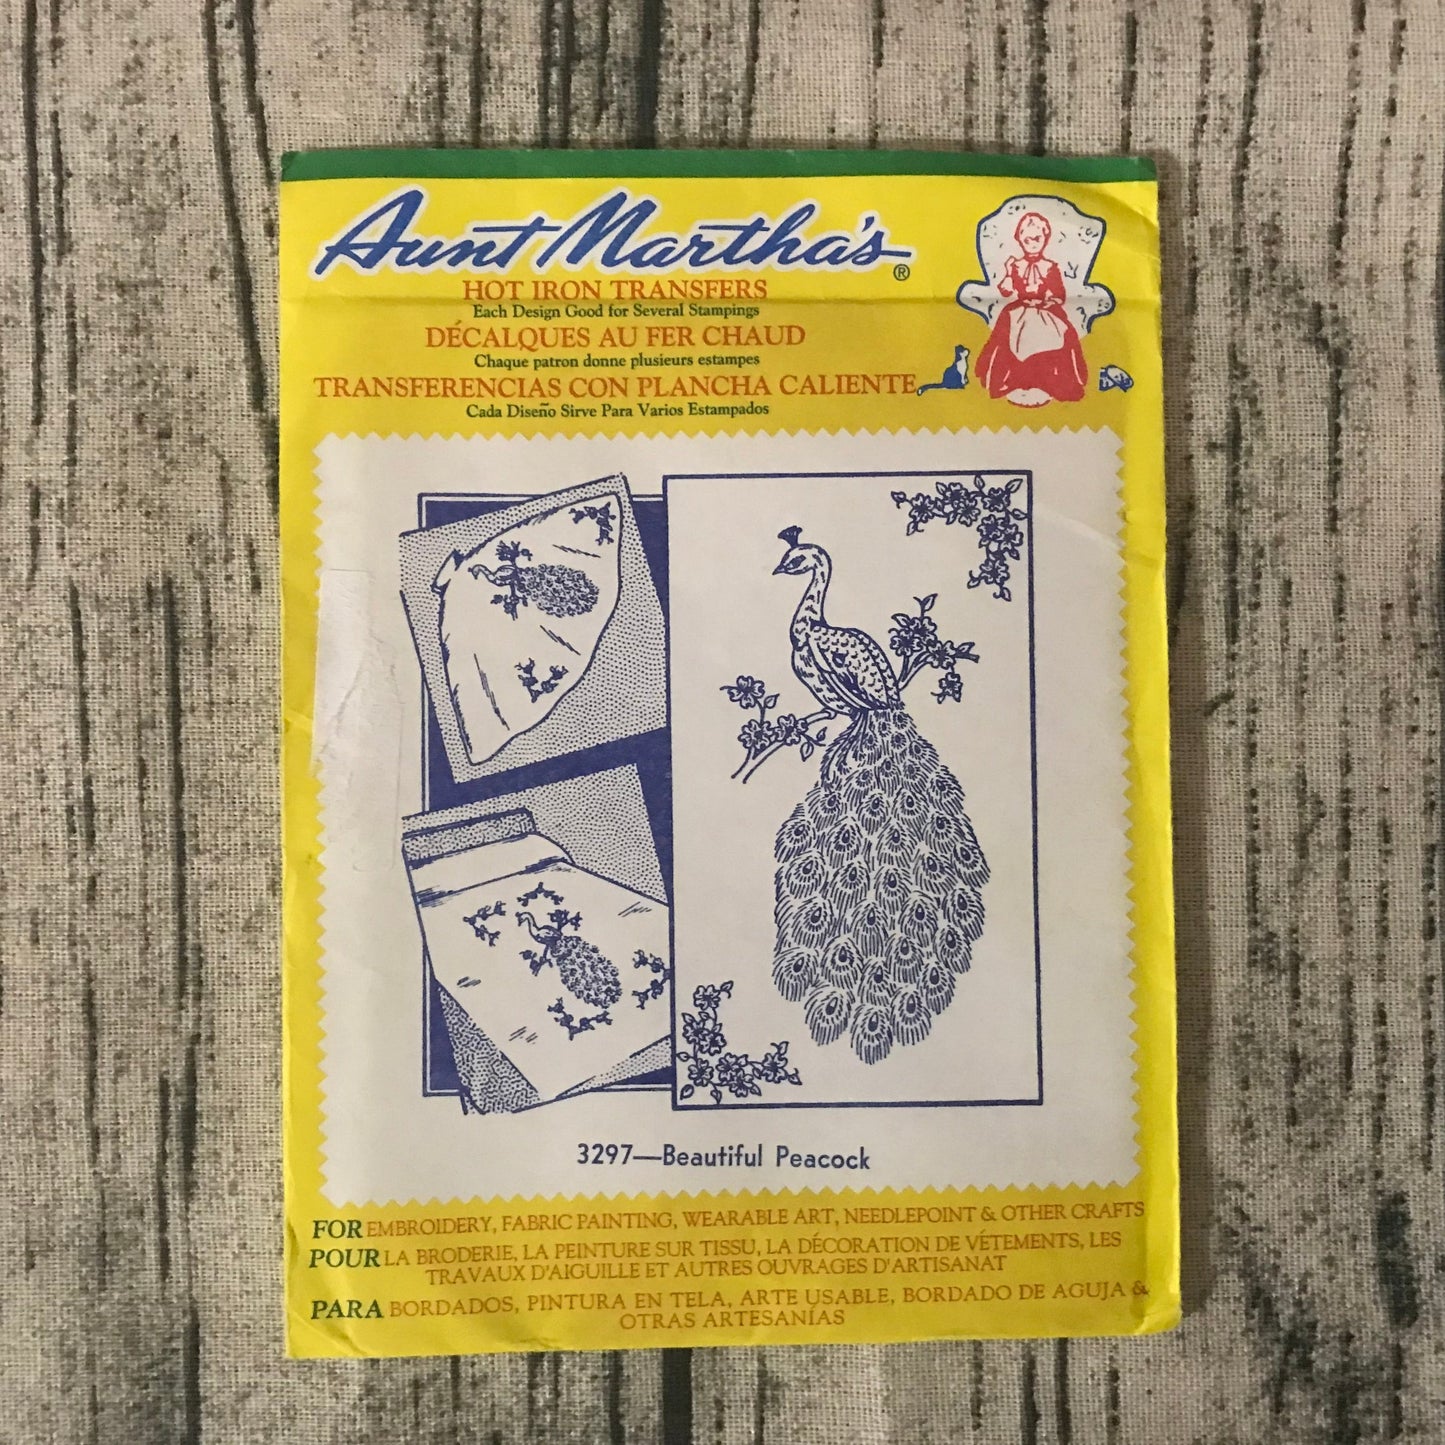 Aunt Martha's®
HOT IRON TRANSFERS
Each Design Good for Several Stampings
DÉCALQUES AU FER CHAUD
Chaque patron donne plusieurs estampes
TRANSFERENCIAS CON PLANCHA CALIENTE
Cada Diseño Sirve Para Varios Estampados
3297—Beautiful Peacock
FOR EMBROIDERY, FABRIC PAINTING, WEARABLE ART, NEEDLEPOINT & OTHER CRAFTS
POUR LA BRODERIE, LA PEINTURE SUR TISSU, LA DÉCORATION DE VÊTEMENTS, LES
TRAVAUX D'AIGUILLE ET AUTRES OUVRAGES D'ARTISANAT
PARA BORDADOS, PINTURA EN TELA, ARTE USABLE, BORDADO DE AGUJA &
OTRAS ARTESANÍAS